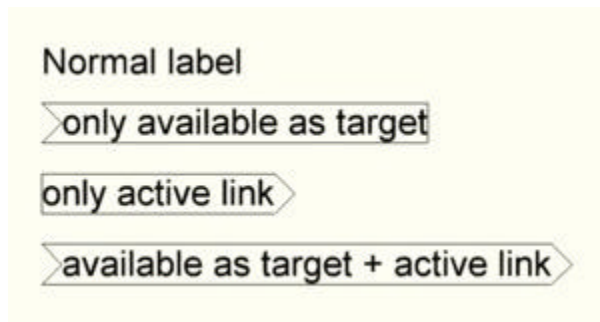 Normal label
only available as target
only active link
available as target + active link